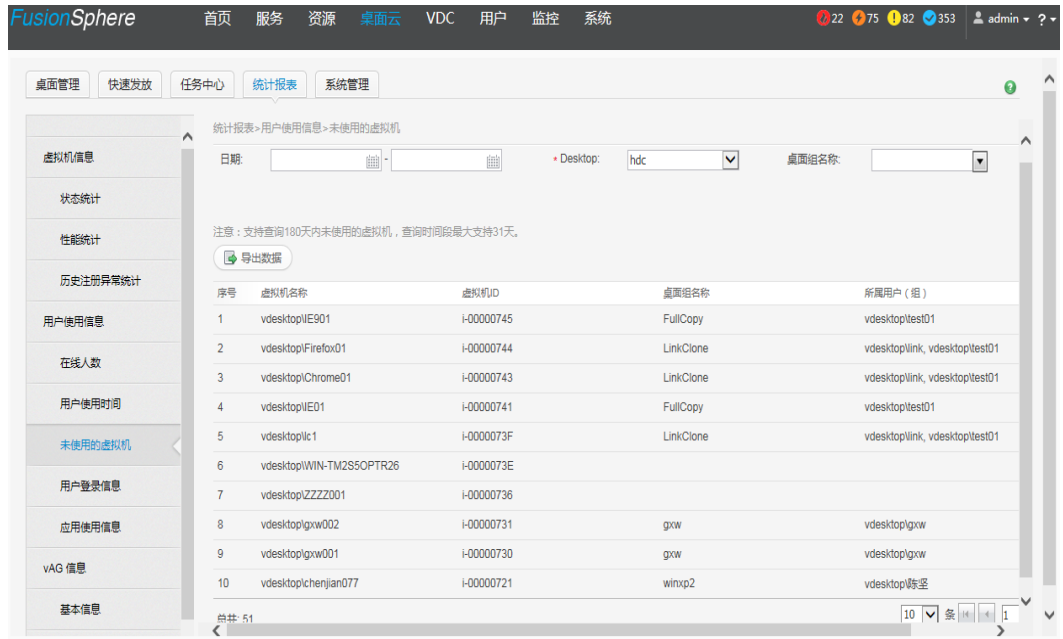 FusionSphere 首页 服务 资源 桌面云 VDC 用户 监控 系统 22 75 82 353 admin ?
桌面管理 快速发放 任务中心 统计报表 系统管理
统计报表>用户使用信息>未使用的虚拟机
虚拟机信息
状态统计
性能统计
历史注册异常统计
用户使用信息
在线人数
用户使用时间
未使用的虚拟机
用户登录信息
应用使用信息
vAG 信息
基本信息
日期: - * Desktop: hdc 桌面组名称:
注意：支持查询180天内未使用的虚拟机，查询时间段最大支持31天。
导出数据
序号 虚拟机名称 虚拟机ID 桌面组名称 所属用户（组）
1 vdesktop\IE901 i-00000745 FullCopy vdesktop\test01
2 vdesktop\Firefox01 i-00000744 LinkClone vdesktop\link, vdesktop\test01
3 vdesktop\Chrome01 i-00000743 LinkClone vdesktop\link, vdesktop\test01
4 vdesktop\IE01 i-00000741 FullCopy vdesktop\test01
5 vdesktop\lc1 i-0000073F LinkClone vdesktop\link, vdesktop\test01
6 vdesktop\WIN-TM2S5OPTR26 i-0000073E
7 vdesktop\ZZZZ001 i-00000736
8 vdesktop\gxw002 i-00000731 gxw vdesktop\gxw
9 vdesktop\gxw001 i-00000730 gxw vdesktop\gxw
10 vdesktop\chenjian077 i-00000721 winxp2 vdesktop\陈坚
总共: 51 10 条 1